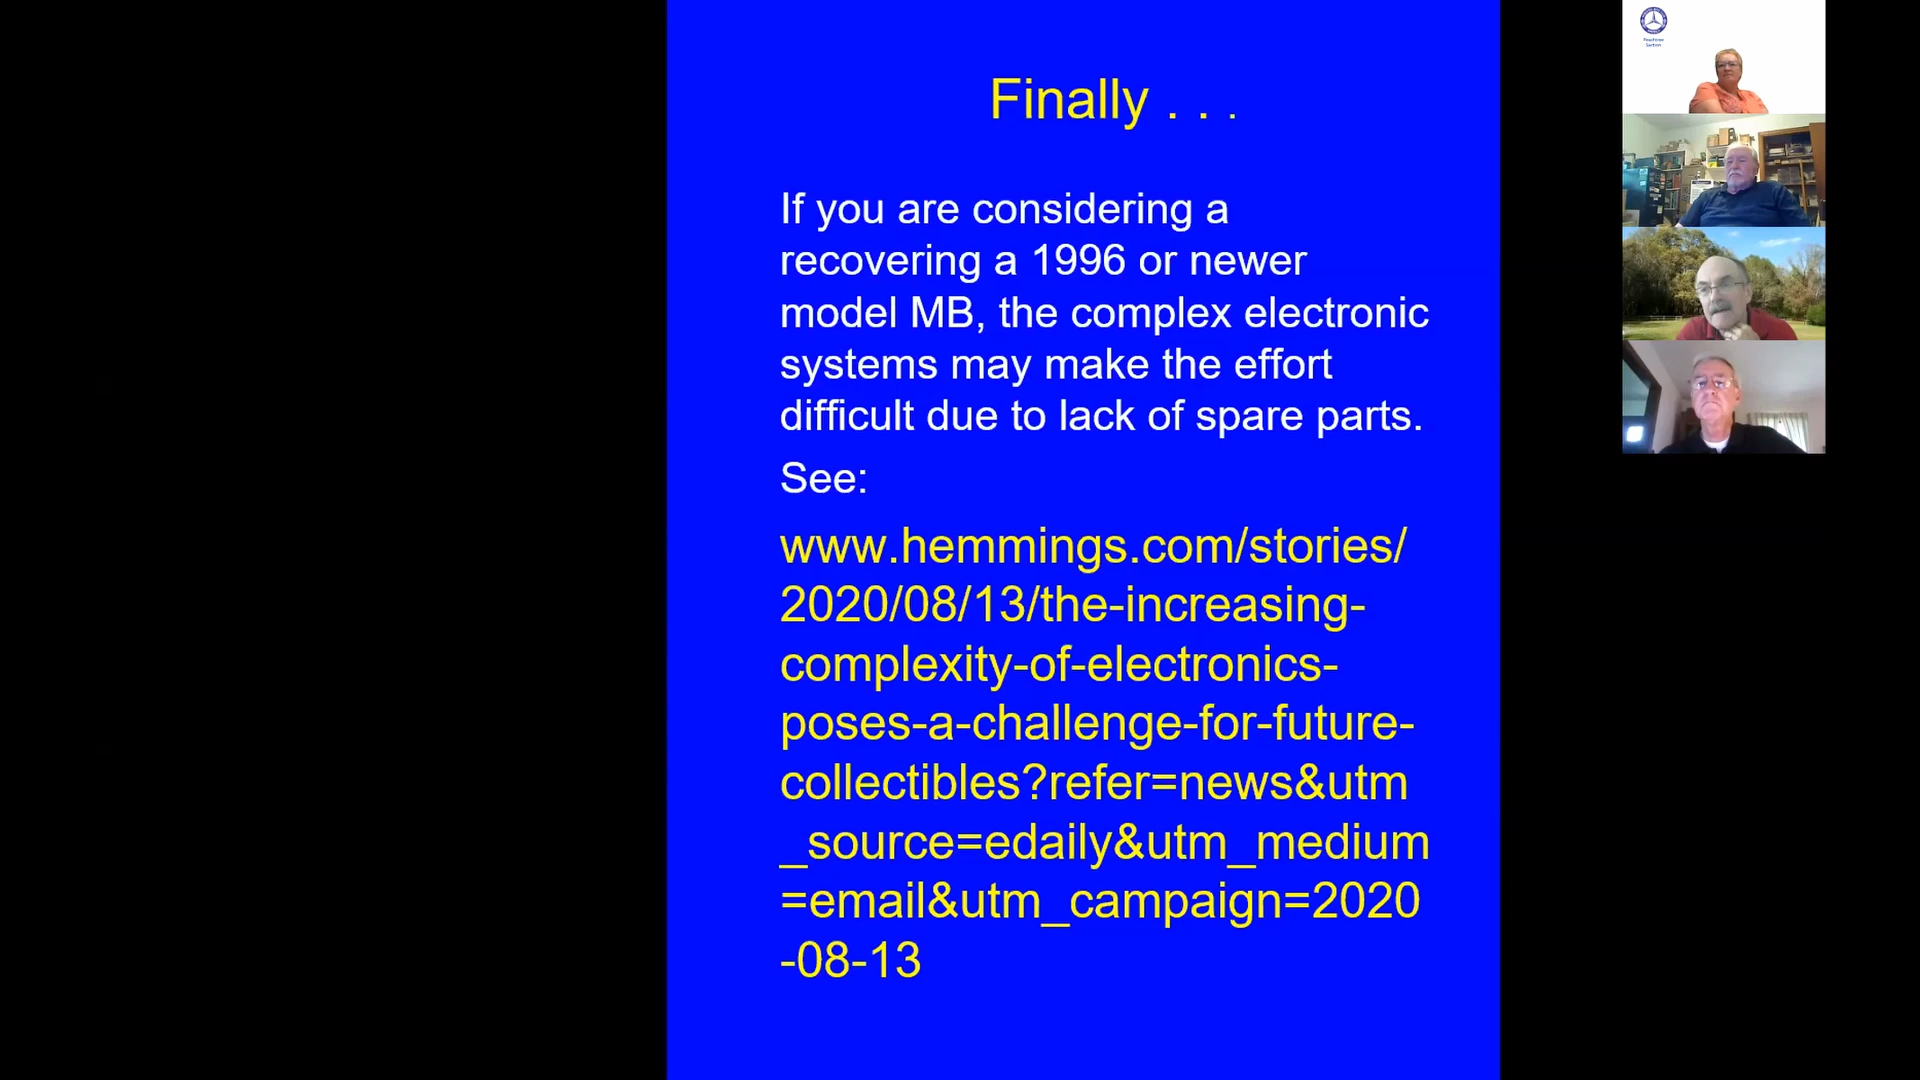 Finally . . .
If you are considering a
recovering a 1996 or newer
model MB, the complex electronic
systems may make the effort
difficult due to lack of spare parts.
See:
www.hemmings.com/stories/
2020/08/13/the-increasing-
complexity-of-electronics-
poses-a-challenge-for-future-
collectibles?refer=news&utm
_source=edaily&utm_medium
=email&utm_campaign=2020
-08-13
Peachtree
Section